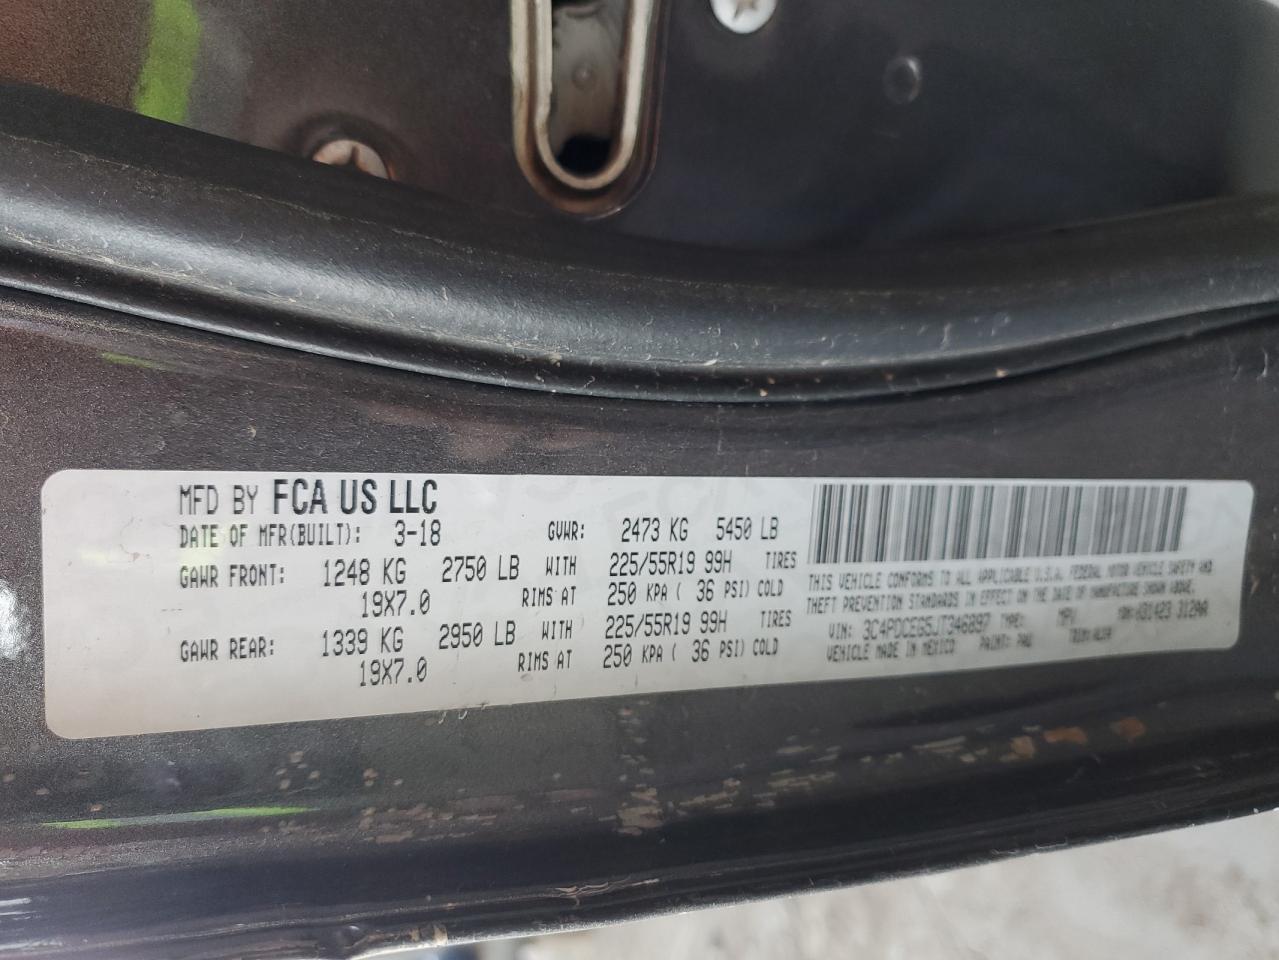 MFD BY FCA US LLC
DATE OF MFR(BUILT): 3-18 GVWR: 2473 KG 5450 LB
GAWR FRONT: 1248 KG 2750 LB WITH 225/55R19 99H TIRES
19X7.0 RIMS AT 250 KPA ( 36 PSI) COLD
GAWR REAR: 1339 KG 2950 LB WITH 225/55R19 99H TIRES
19X7.0 RIMS AT 250 KPA ( 36 PSI) COLD
THIS VEHICLE CONFORMS TO ALL APPLICABLE U.S.A. FEDERAL MOTOR VEHICLE SAFETY AND
THEFT PREVENTION STANDARDS IN EFFECT ON THE DATE OF MANUFACTURE SHOWN ABOVE.
VIN: 3C4PDCEG5JT346897 TYPE: MPV
VEHICLE MADE IN MEXICO PAINT: PAU TRIM: